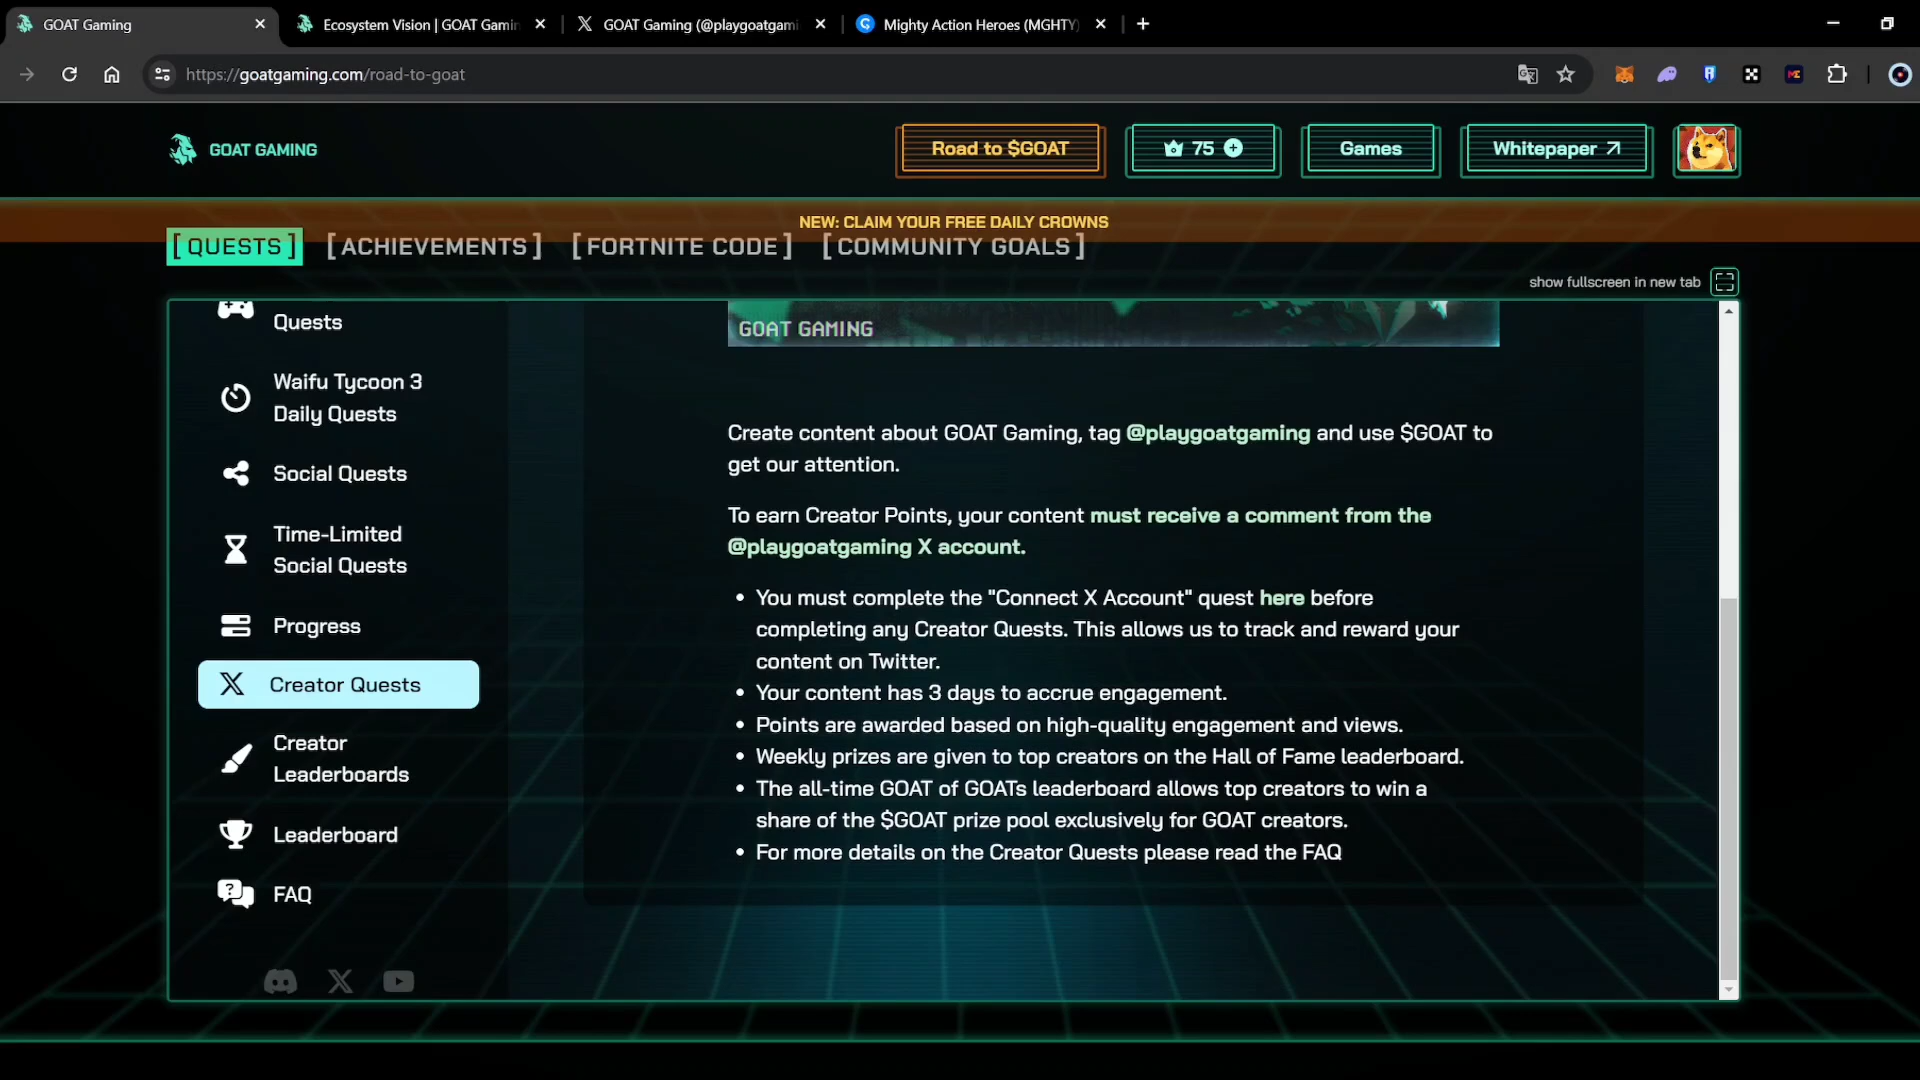 GOAT Gaming
Ecosystem Vision | GOAT Gamin
GOAT Gaming (@playgoatgami
Mighty Action Heroes (MGHTY)
https://goatgaming.com/road-to-goat
GOAT GAMING
Road to $GOAT
75
Games
Whitepaper
NEW: CLAIM YOUR FREE DAILY CROWNS
[QUESTS]
[ACHIEVEMENTS]
[FORTNITE CODE]
[COMMUNITY GOALS]
show fullscreen in new tab
Quests
Waifu Tycoon 3
Daily Quests
Social Quests
Time-Limited
Social Quests
Progress
Creator Quests
Creator
Leaderboards
Leaderboard
FAQ
GOAT GAMING
Create content about GOAT Gaming, tag @playgoatgaming and use $GOAT to
get our attention.
To earn Creator Points, your content must receive a comment from the
@playgoatgaming X account.
• You must complete the "Connect X Account" quest here before
completing any Creator Quests. This allows us to track and reward your
content on Twitter.
• Your content has 3 days to accrue engagement.
• Points are awarded based on high-quality engagement and views.
• Weekly prizes are given to top creators on the Hall of Fame leaderboard.
• The all-time GOAT of GOATs leaderboard allows top creators to win a
share of the $GOAT prize pool exclusively for GOAT creators.
• For more details on the Creator Quests please read the FAQ